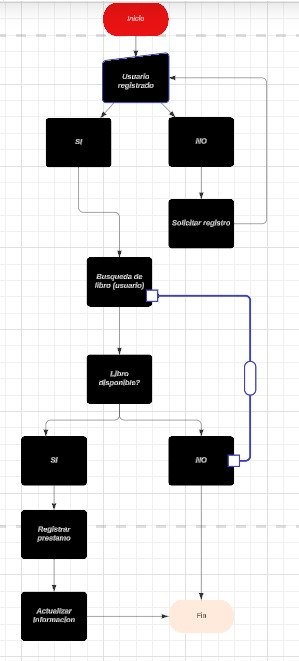 Inicio
Usuario
registrado
SI
NO
Solicitar registro
Busqueda de
libro (usuario)
Libro
disponible?
SI
NO
Registrar
prestamo
Actualizar
informacion
Fin